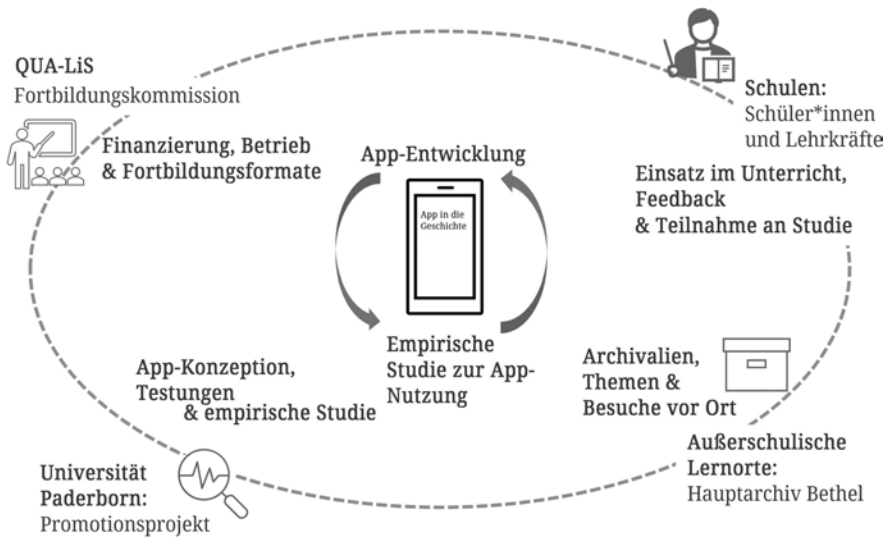 QUA-LiS
Fortbildungskommission
Finanzierung, Betrieb
& Fortbildungsformate
Schulen:
Schüler*innen
und Lehrkräfte
Einsatz im Unterricht,
Feedback
& Teilnahme an Studie
App-Entwicklung
App in die
Geschichte
Empirische
Studie zur App-
Nutzung
App-Konzeption,
Testungen
& empirische Studie
Universität
Paderborn:
Promotionsprojekt
Archivalien,
Themen &
Besuche vor Ort
Außerschulische
Lernorte:
Hauptarchiv Bethel